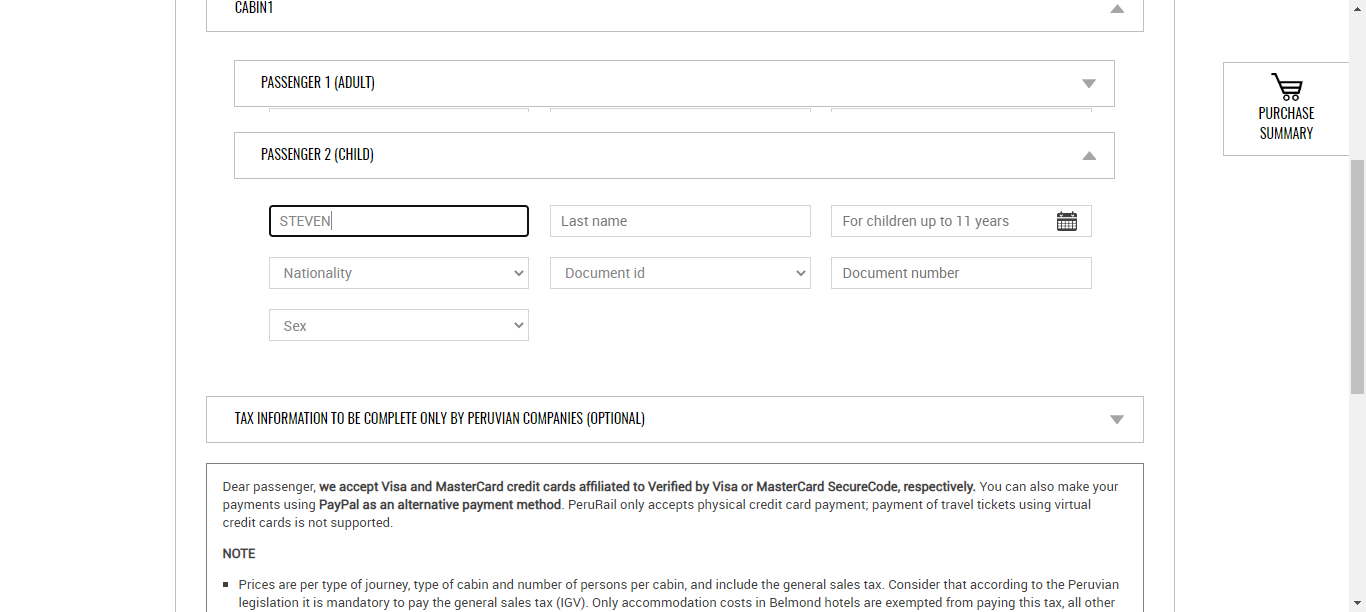 CABIN1
PASSENGER 1 (ADULT)
PURCHASE
SUMMARY
PASSENGER 2 (CHILD)
STEVEN
Last name
For children up to 11 years
Nationality
Document id
Document number
Sex
TAX INFORMATION TO BE COMPLETE ONLY BY PERUVIAN COMPANIES (OPTIONAL)
Dear passenger, we accept Visa and MasterCard credit cards affiliated to Verified by Visa or MasterCard SecureCode, respectively. You can also make your
payments using PayPal as an alternative payment method. PeruRail only accepts physical credit card payment; payment of travel tickets using virtual
credit cards is not supported.
NOTE
Prices are per type of journey, type of cabin and number of persons per cabin, and include the general sales tax. Consider that according to the Peruvian
legislation it is mandatory to pay the general sales tax (IGV). Only accommodation costs in Belmond hotels are exempted from paying this tax, all other